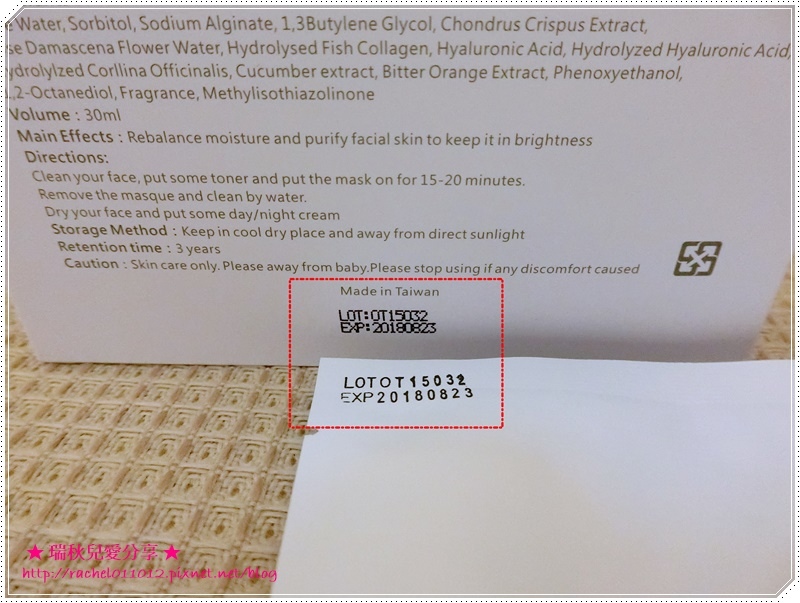 Water, Sorbitol, Sodium Alginate, 1,3Butylene Glycol, Chondrus Crispus Extract,
Damascena Flower Water, Hydrolysed Fish Collagen, Hyaluronic Acid, Hydrolyzed Hyaluronic Acid,
ydrolylzed Corllina Officinalis, Cucumber extract, Bitter Orange Extract, Phenoxyethanol,
,2-Octanediol, Fragrance, Methylisothiazolinone
Volume : 30ml
Main Effects : Rebalance moisture and purify facial skin to keep it in brightness
Directions:
Clean your face, put some toner and put the mask on for 15-20 minutes.
Remove the masque and clean by water.
Dry your face and put some day/night cream
Storage Method : Keep in cool dry place and away from direct sunlight
Retention time : 3 years
Caution : Skin care only. Please away from baby.Please stop using if any discomfort caused
Made in Taiwan
LOT:OT15032
EXP:20180823
LOTOT15032
EXP20180823
★ 瑞秋兒愛分享 ★
http://rachel011012.pixnet.net/blog